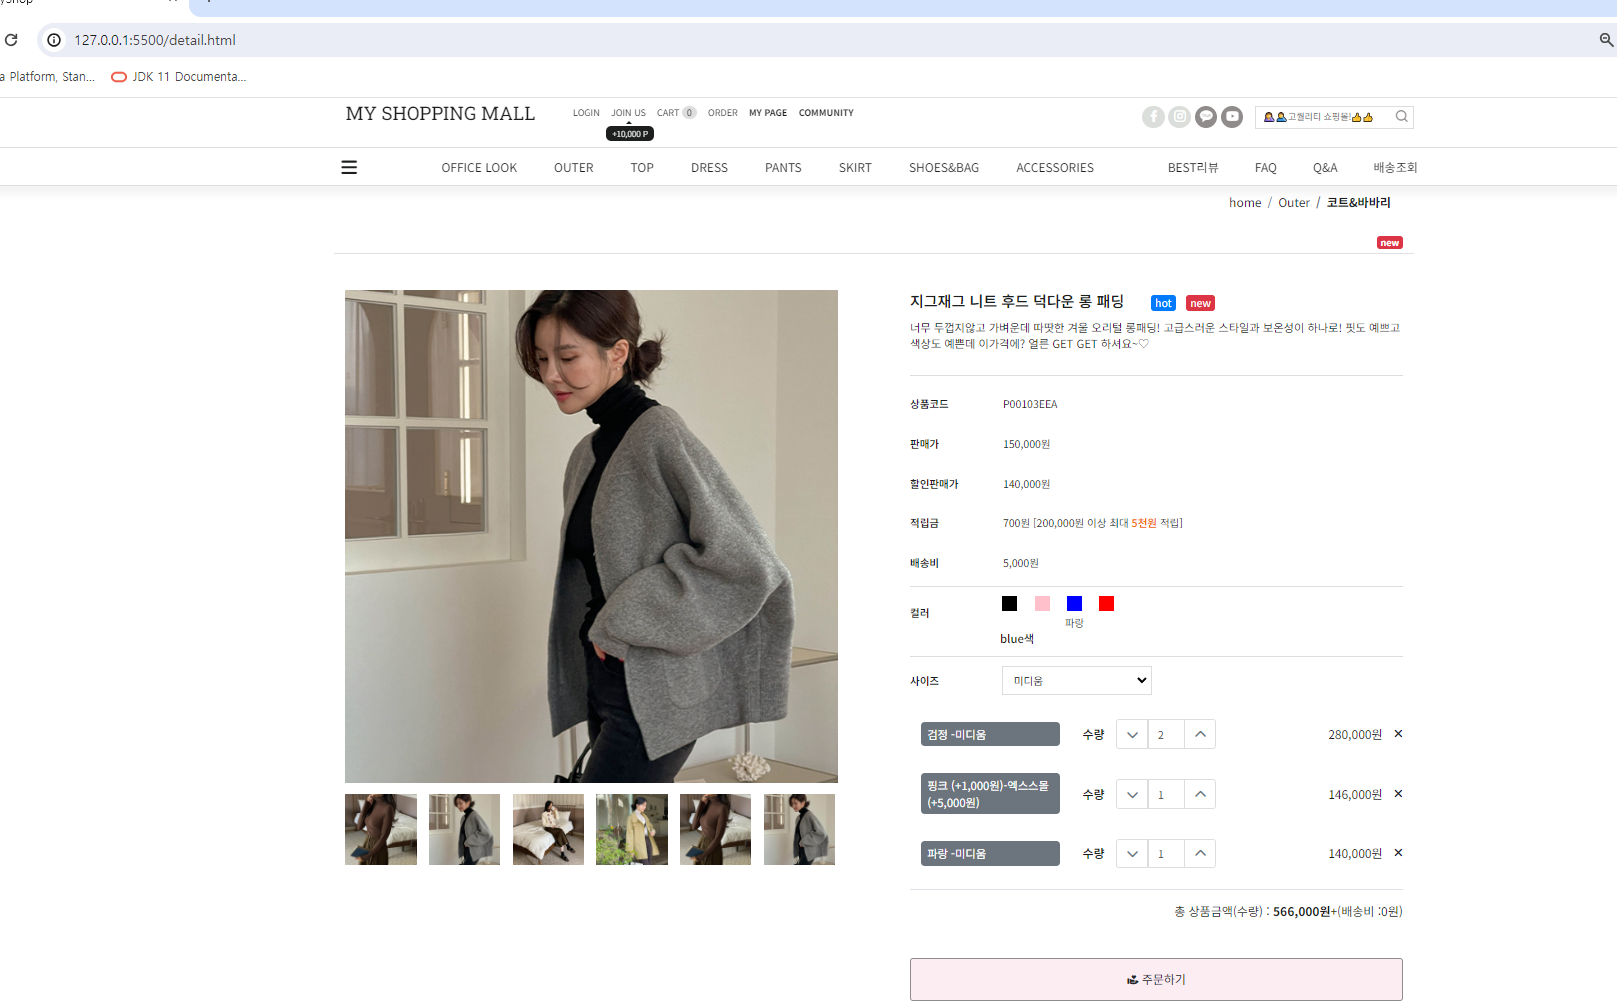 127.0.0.1:5500/detail.html
a Platform, Stan...
JDK 11 Documenta...
MY SHOPPING MALL
LOGIN
JOIN US
CART 0
ORDER
MY PAGE
COMMUNITY
+10,000 P
고퀄리티 쇼핑몰!
OFFICE LOOK
OUTER
TOP
DRESS
PANTS
SKIRT
SHOES&BAG
ACCESSORIES
BEST리뷰
FAQ
Q&A
배송조회
home / Outer / 코트&바바리
new
지그재그 니트 후드 덕다운 롱 패딩 hot new
너무 두껍지않고 가벼운데 따땃한 겨울 오리털 롱패딩! 고급스러운 스타일과 보온성이 하나로! 핏도 예쁘고
색상도 예쁜데 이가격에? 얼른 GET GET 하셔요~♡
상품코드 P00103EEA
판매가 150,000원
할인판매가 140,000원
적립금 700원 [200,000원 이상 최대 5천원 적립]
배송비 5,000원
컬러
파랑
blue색
사이즈 미디움
검정 -미디움 수량 2 280,000원 ×
핑크 (+1,000원)-엑스스몰
(+5,000원) 수량 1 146,000원 ×
파랑 -미디움 수량 1 140,000원 ×
총 상품금액(수량) : 566,000원+(배송비 :0원)
주문하기